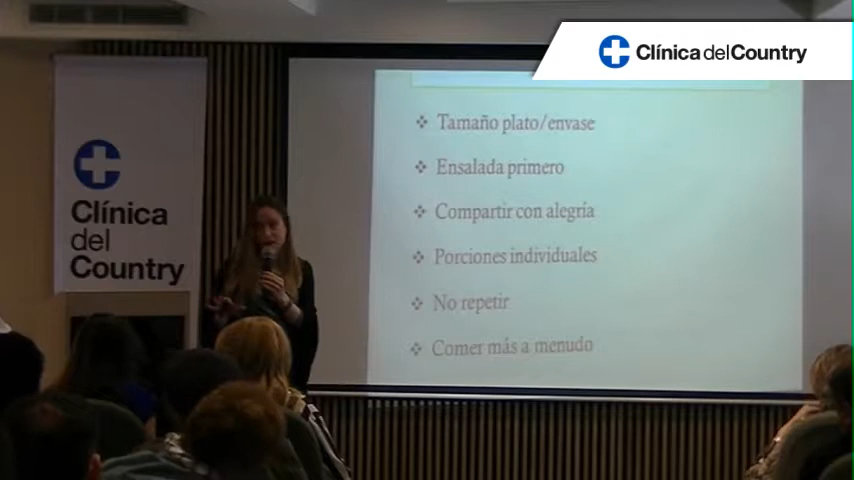 Clínica del Country
Clínica
del
Country
❖ Tamaño plato/envase
❖ Ensalada primero
❖ Compartir con alegría
❖ Porciones individuales
❖ No repetir
❖ Comer más a menudo